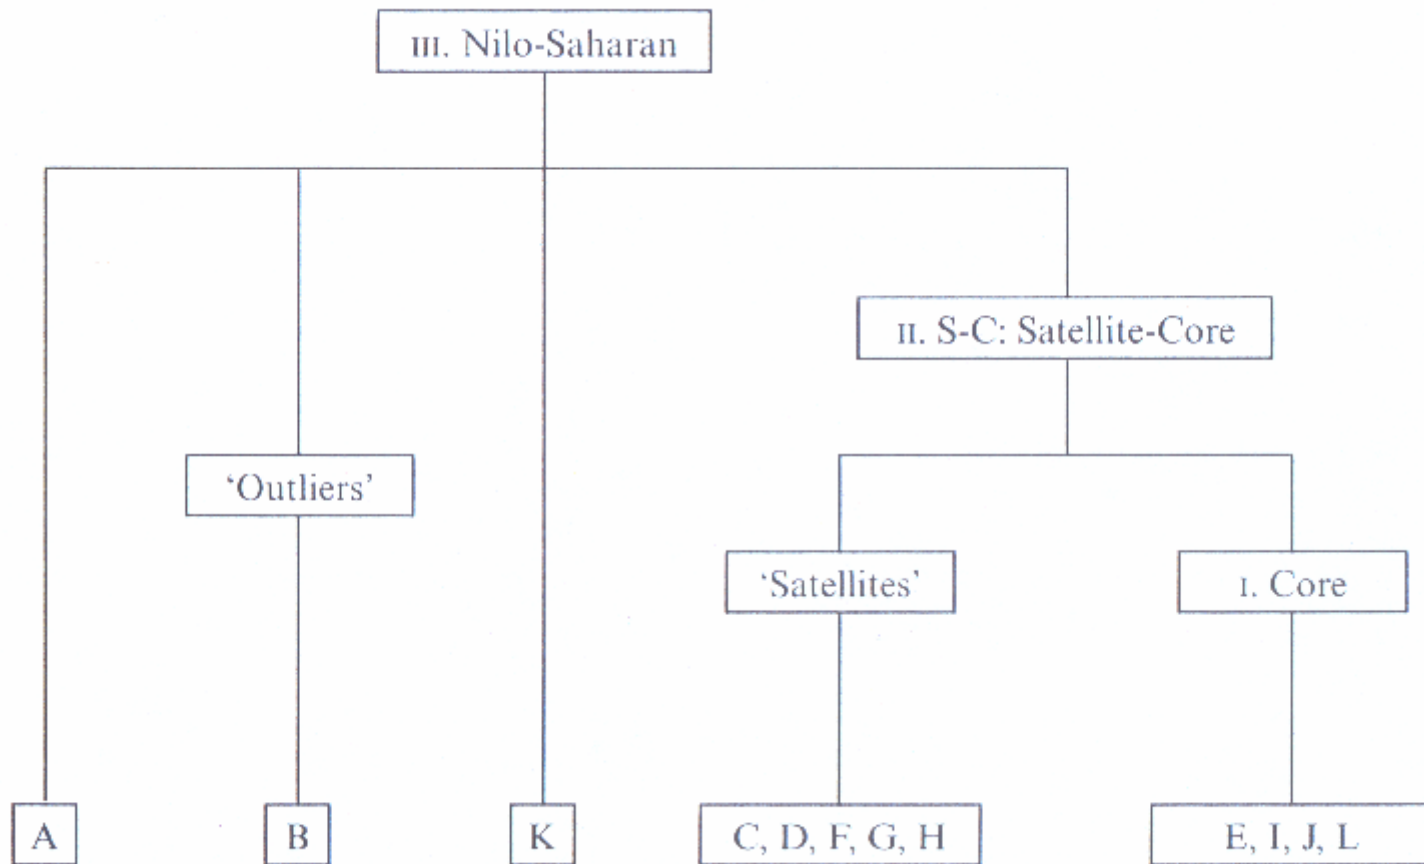 III. Nilo-Saharan
II. S-C: Satellite-Core
‘Outliers’
‘Satellites’
I. Core
A
B
K
C, D, F, G, H
E, I, J, L